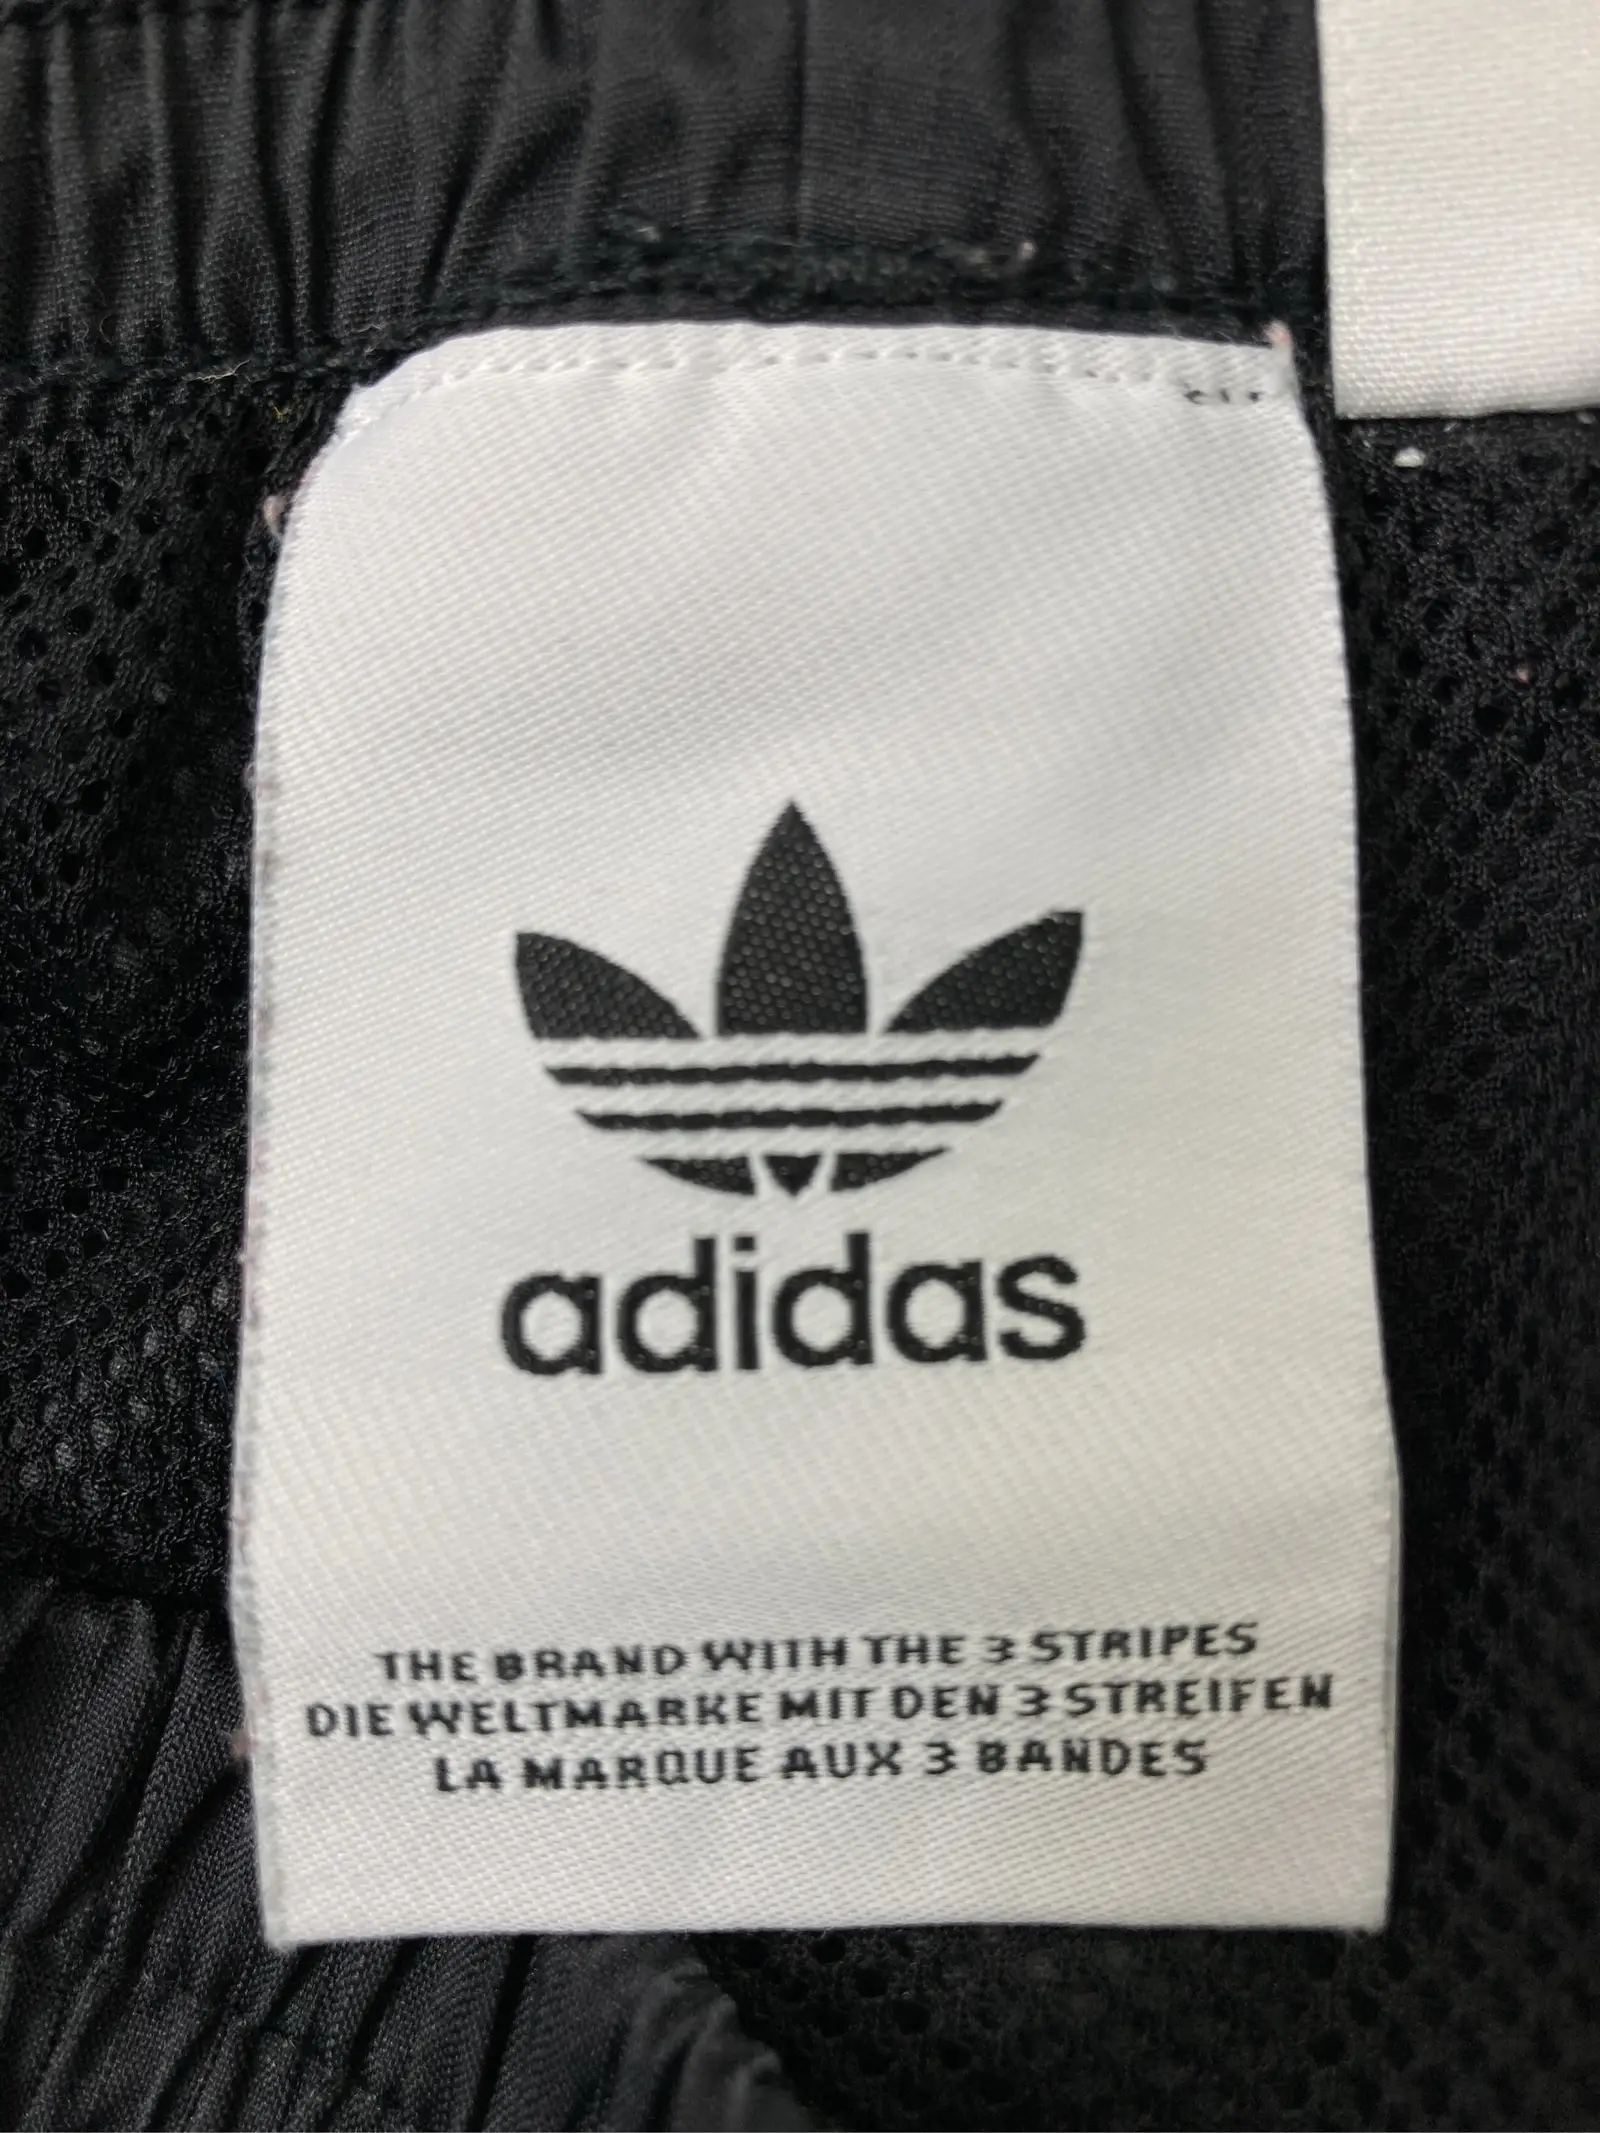 adidas
THE BRAND WITH THE 3 STRIPES
DIE WELTMARKE MIT DEN 3 STREIFEN
LA MARQUE AUX 3 BANDES